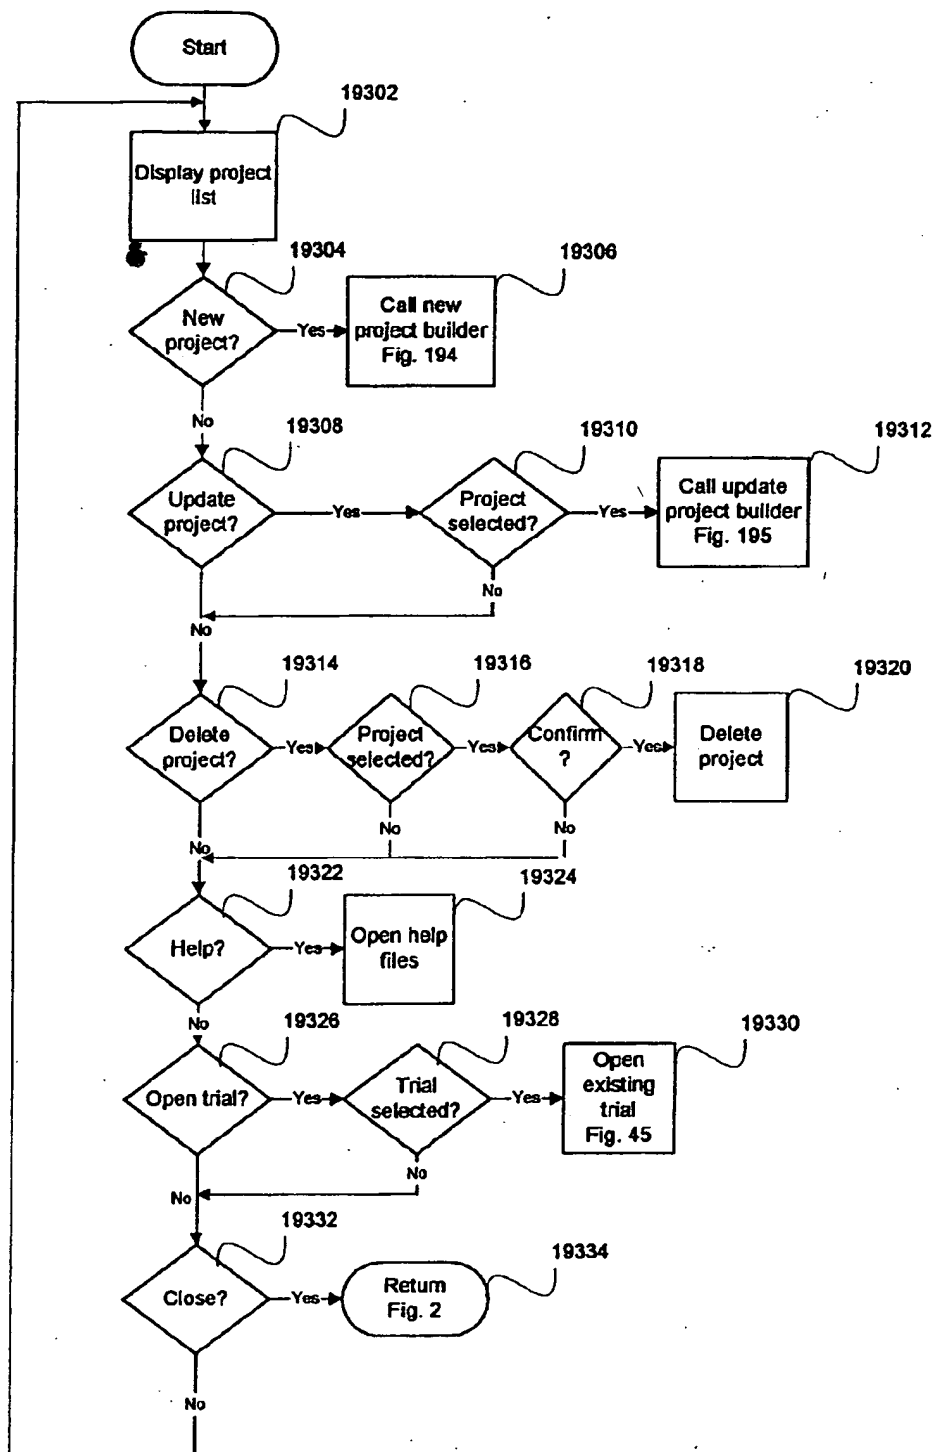 Start
19302
Display project
list
19304
19306
New
project?
Yes
Call new
project builder
Fig. 194
No
19308
19310
19312
Update
project?
Yes
Project
selected?
Yes
Call update
project builder
Fig. 195
No
No
19314
19316
19318
19320
Delete
project?
Yes
Project
selected?
Yes
Confirm
?
Yes
Delete
project
No
No
No
19322
19324
Help?
Yes
Open help
files
No
19326
19328
19330
Open trial?
Yes
Trial
selected?
Yes
Open
existing
trial
Fig. 45
No
No
19332
19334
Close?
Yes
Return
Fig. 2
No